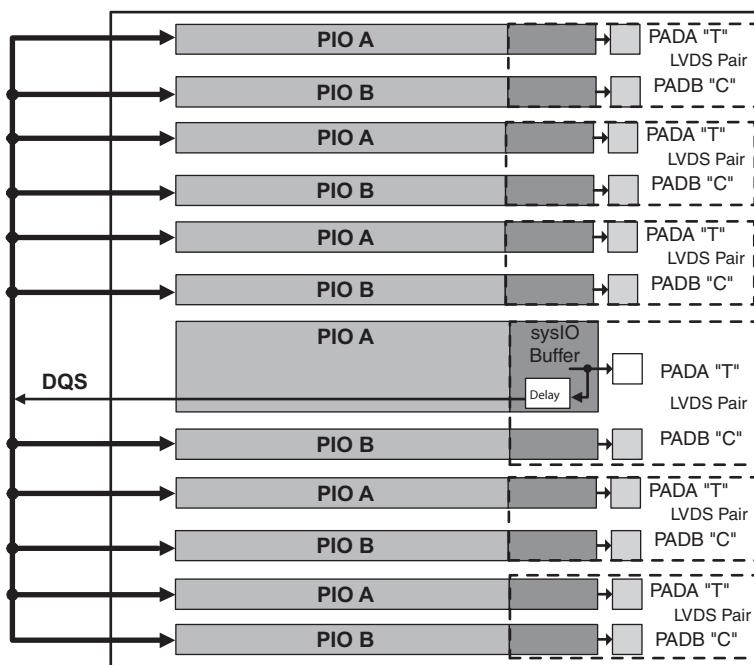 PIO A
PADA "T"
LVDS Pair
PIO B
PADB "C"
PIO A
PADA "T"
LVDS Pair
PIO B
PADB "C"
PIO A
PADA "T"
LVDS Pair
PIO B
PADB "C"
PIO A
sysIO
Buffer
PADA "T"
DQS
Delay
LVDS Pair
PIO B
PADB "C"
PIO A
PADA "T"
LVDS Pair
PIO B
PADB "C"
PIO A
PADA "T"
LVDS Pair
PIO B
PADB "C"